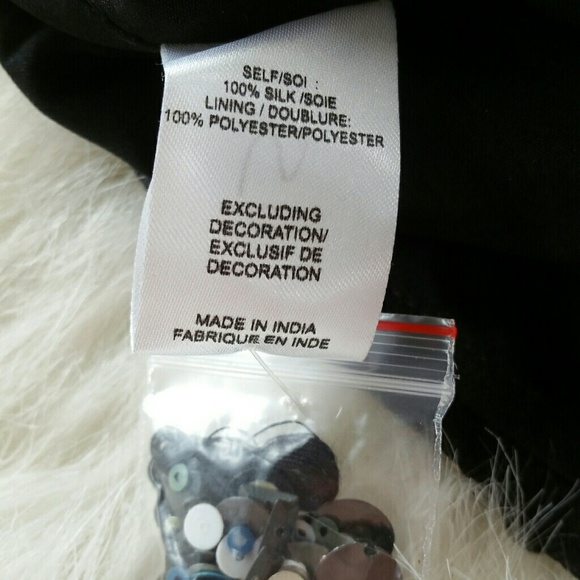 SELF/SOI :
100% SILK /SOIE
LINING / DOUBLURE:
100% POLYESTER/POLYESTER
EXCLUDING
DECORATION/
EXCLUSIF DE
DECORATION
MADE IN INDIA
FABRIQUE EN INDE